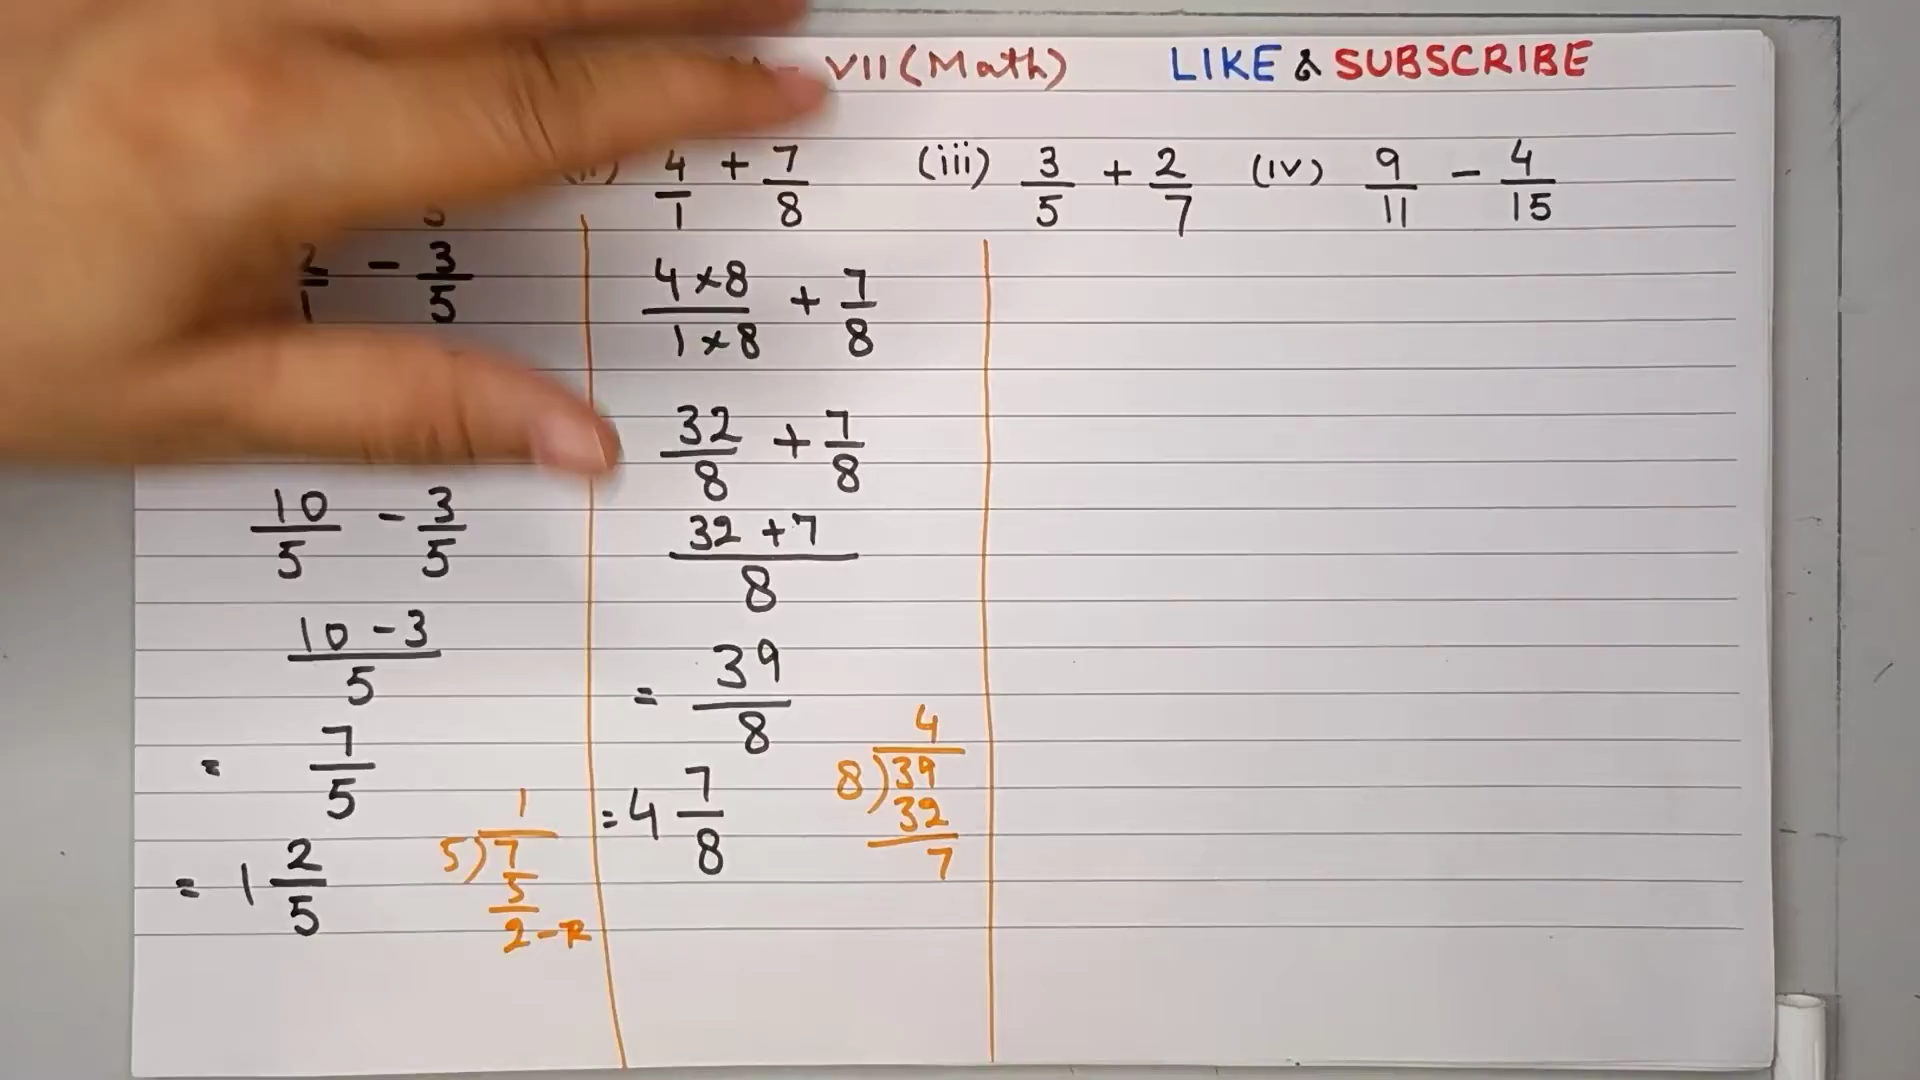 VII (Math) LIKE & SUBSCRIBE
4/1 + 7/8 (iii) 3/5 + 2/7 (iv) 9/11 - 4/15
2/1 - 3/5
10/5 - 3/5
10 - 3/5
= 7/5
= 1 2/5
1
5)7
5
2 - R
4 × 8/1 × 8 + 7/8
32/8 + 7/8
32 + 7/8
= 39/8
= 4 7/8
4
8)39
32
7